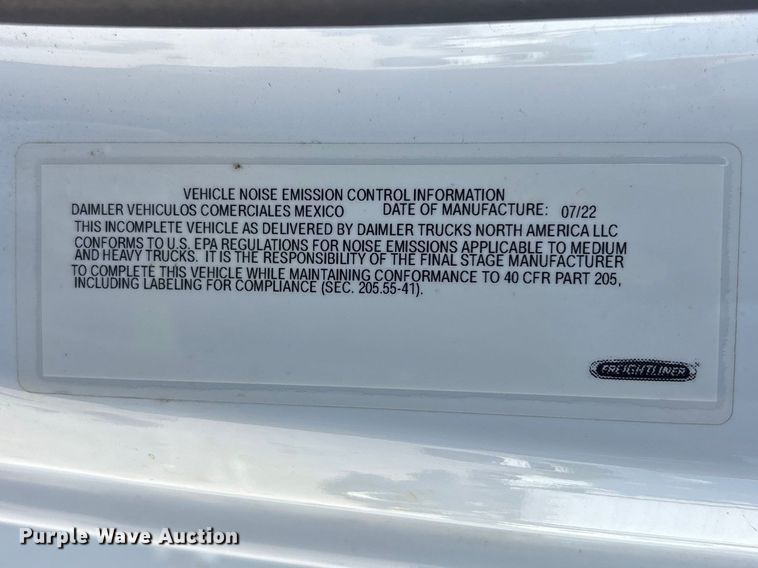 VEHICLE NOISE EMISSION CONTROL INFORMATION
DAIMLER VEHICULOS COMERCIALES MEXICO DATE OF MANUFACTURE: 07/22
THIS INCOMPLETE VEHICLE AS DELIVERED BY DAIMLER TRUCKS NORTH AMERICA LLC
CONFORMS TO U.S. EPA REGULATIONS FOR NOISE EMISSIONS APPLICABLE TO MEDIUM
AND HEAVY TRUCKS. IT IS THE RESPONSIBILITY OF THE FINAL STAGE MANUFACTURER
TO COMPLETE THIS VEHICLE WHILE MAINTAINING CONFORMANCE TO 40 CFR PART 205,
INCLUDING LABELING FOR COMPLIANCE (SEC. 205.55-41).
FREIGHTLINER
Purple Wave Auction